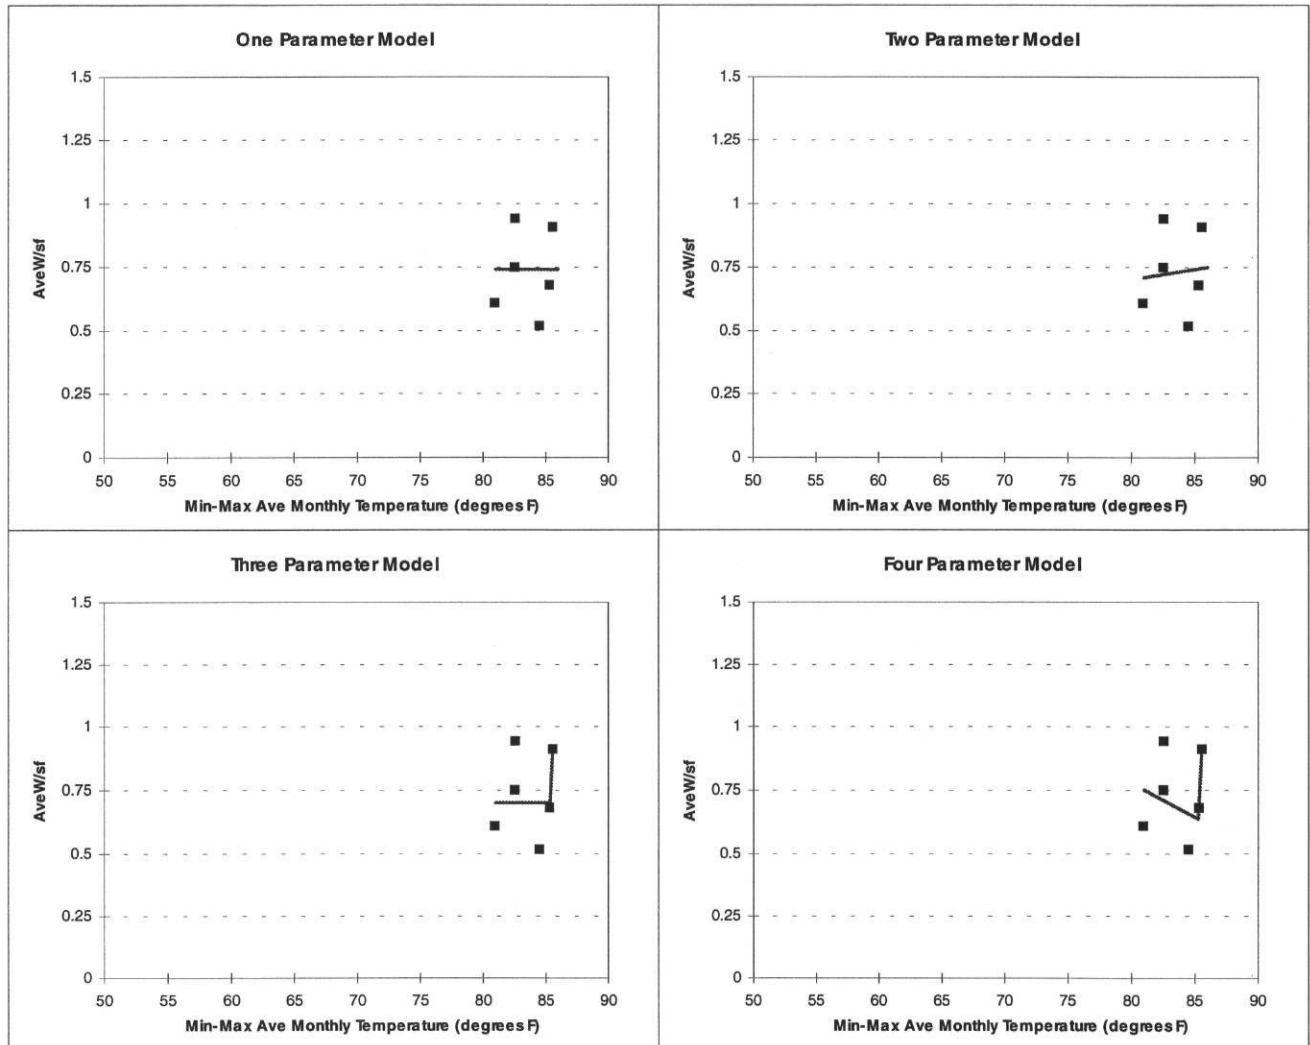 One Parameter Model
1.5
1.25
1
0.75
0.5
0.25
0
AveW/sf
50 55 60 65 70 75 80 85 90
Min-Max Ave Monthly Temperature (degrees F)
Two Parameter Model
1.5
1.25
1
0.75
0.5
0.25
0
AveW/sf
50 55 60 65 70 75 80 85 90
Min-Max Ave Monthly Temperature (degrees F)
Three Parameter Model
1.5
1.25
1
0.75
0.5
0.25
0
AveW/sf
50 55 60 65 70 75 80 85 90
Min-Max Ave Monthly Temperature (degrees F)
Four Parameter Model
1.5
1.25
1
0.75
0.5
0.25
0
AveW/sf
50 55 60 65 70 75 80 85 90
Min-Max Ave Monthly Temperature (degrees F)